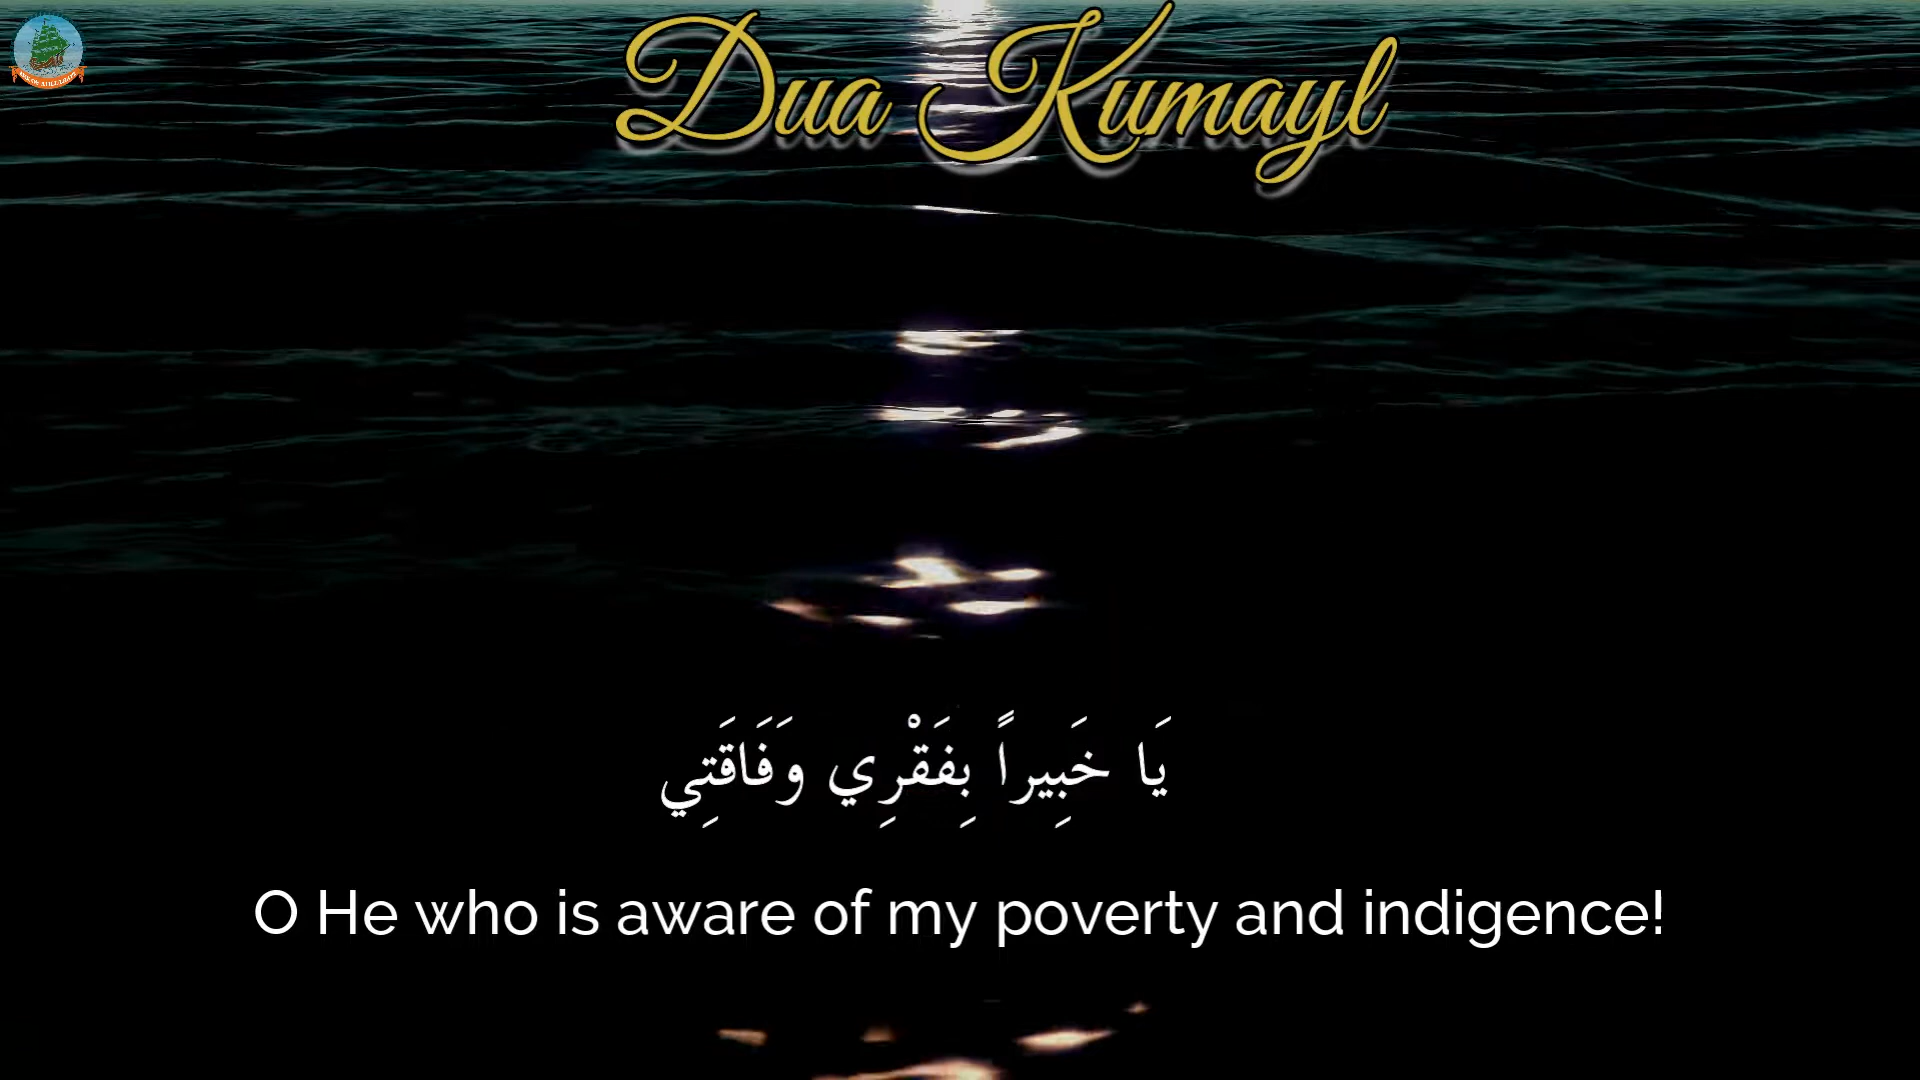 Dua Kumayl
يَا خَبِيراً بِفَقْرِي وَفَاقَتِي
O He who is aware of my poverty and indigence!